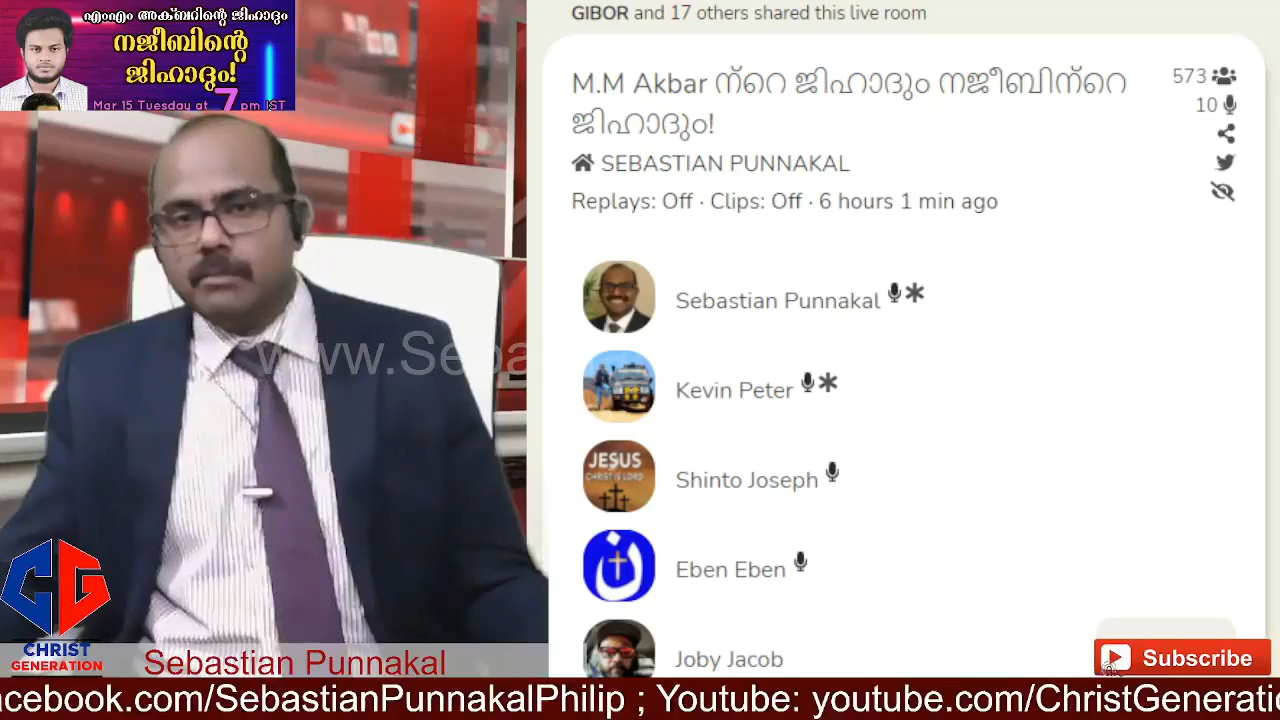 എംഎം അക്ബറിന്റെ ജിഹാദും
നജീബിന്റെ
ജിഹാദും!
Mar 15 Tuesday at 7 pm IST
GIBOR and 17 others shared this live room
M.M Akbar ന്റെ ജിഹാദും നജീബിന്റെ
ജിഹാദും!
573
10
SEBASTIAN PUNNAKAL
Replays: Off · Clips: Off · 6 hours 1 min ago
Sebastian Punnakal
Kevin Peter
JESUS
CHRIST IS LORD
Shinto Joseph
ن
Eben Eben
Joby Jacob
www.Seba
CG
CHRIST
GENERATION
Sebastian Punnakal
Subscribe
acebook.com/SebastianPunnakalPhilip ; Youtube: youtube.com/ChristGeneratio